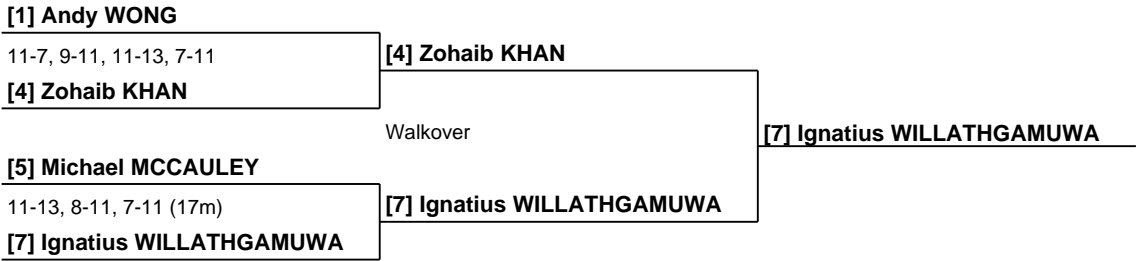 [1] Andy WONG
11-7, 9-11, 11-13, 7-11
[4] Zohaib KHAN
[4] Zohaib KHAN
Walkover
[7] Ignatius WILLATHGAMUWA
[5] Michael MCCAULEY
11-13, 8-11, 7-11 (17m)
[7] Ignatius WILLATHGAMUWA
[7] Ignatius WILLATHGAMUWA